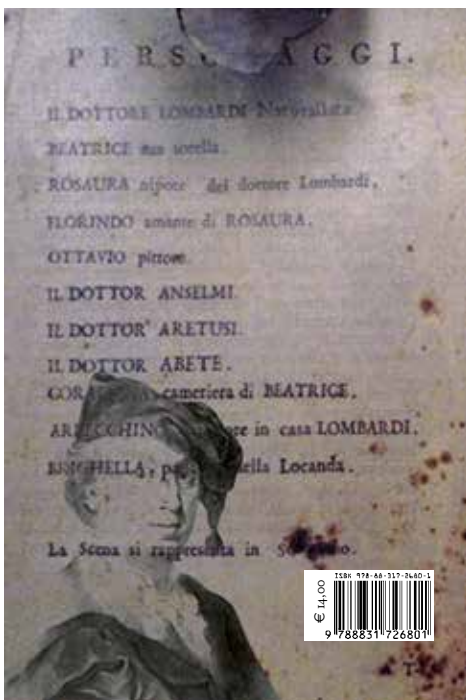 PERS AGGI.
IL DOTTORE LOMBARDI Naturalista
BEATRICE sua sorella.
ROSAURA nipote del dottore Lombardi.
FLORINDO amante di ROSAURA.
OTTAVIO pittore.
IL DOTTOR ANSELMI.
IL DOTTOR ARETUSI.
IL DOTTOR ABETE.
cameriera di BEATRICE.
in casa LOMBARDI.
della Locanda.
La Scena si rappresenta in
ISBN 978-88-317-2680-1
€ 14,00
9 788831 726801